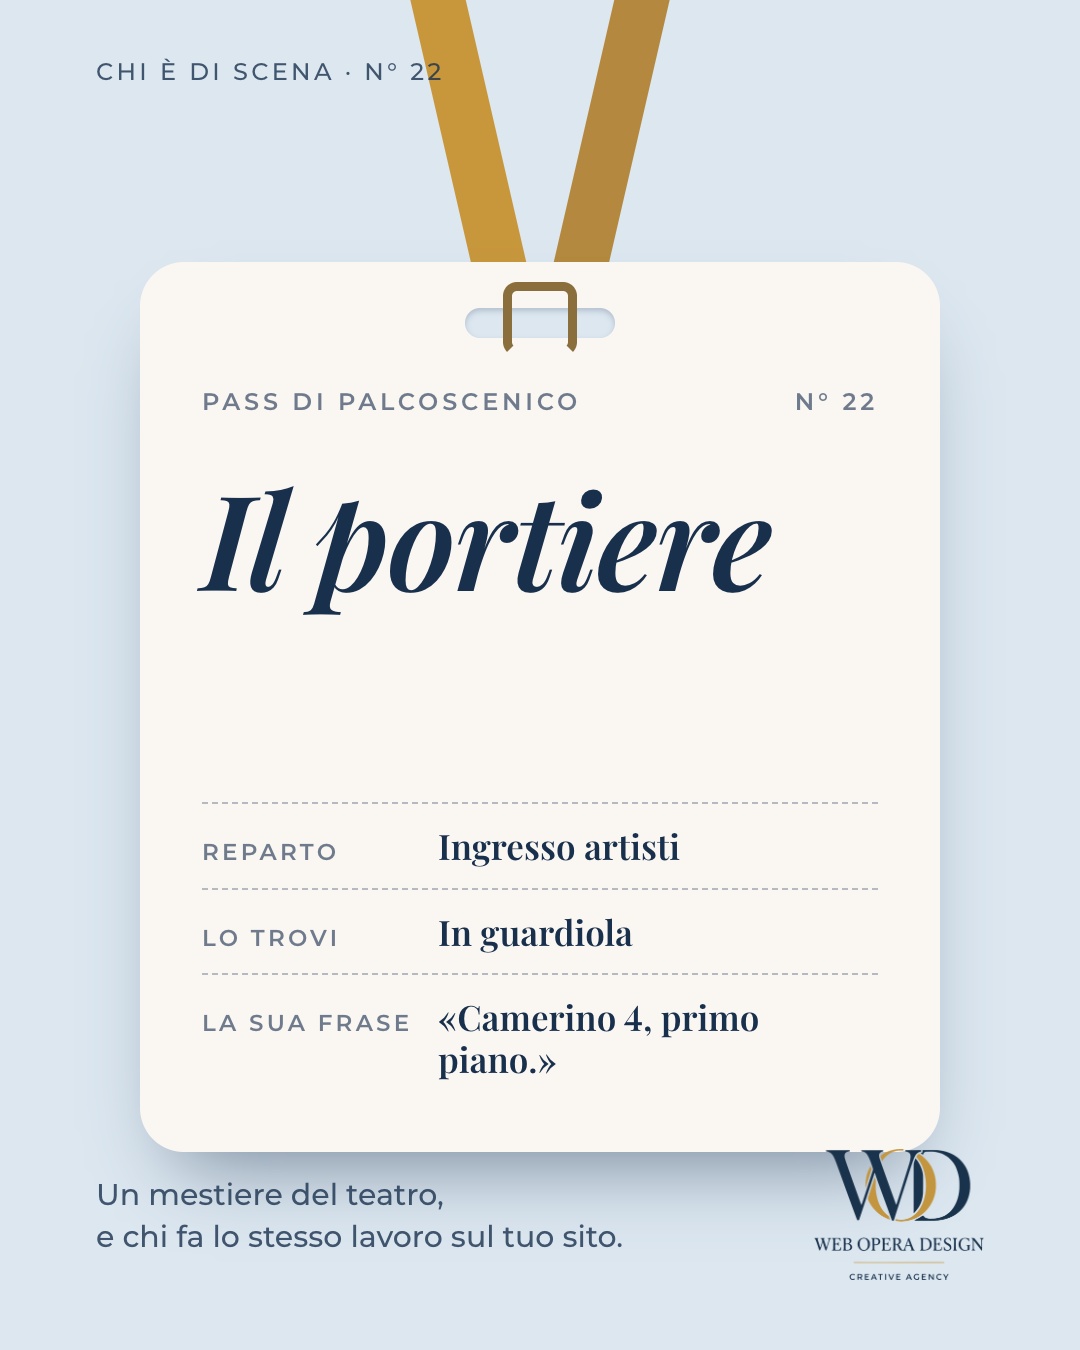 CHI È DI SCENA · N° 22
PASS DI PALCOSCENICO N° 22
Il portiere
REPARTO Ingresso artisti
LO TROVI In guardiola
LA SUA FRASE «Camerino 4, primo
piano.»
Un mestiere del teatro,
e chi fa lo stesso lavoro sul tuo sito.
WOD
WEB OPERA DESIGN
CREATIVE AGENCY